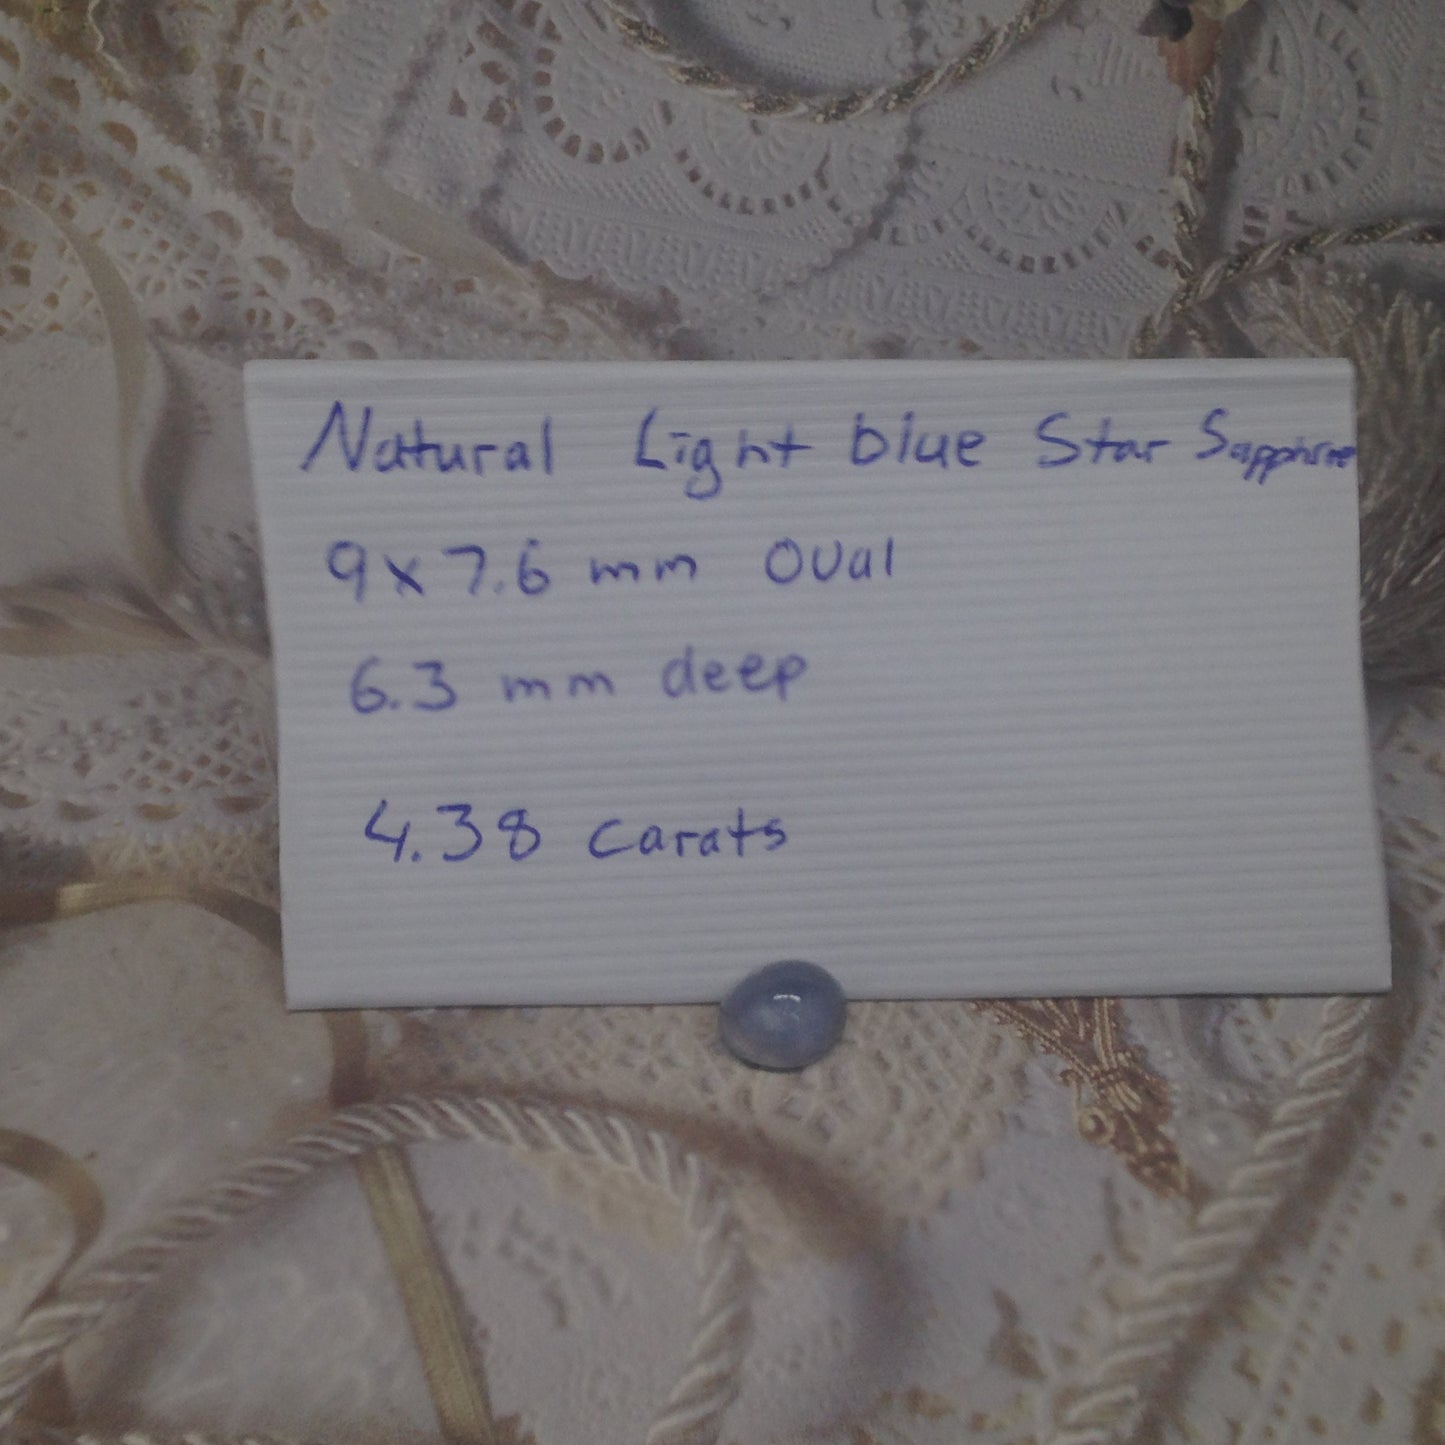 Natural Light blue Star Sapphire
9x7.6 mm Oval
6.3 mm deep
4.38 carats